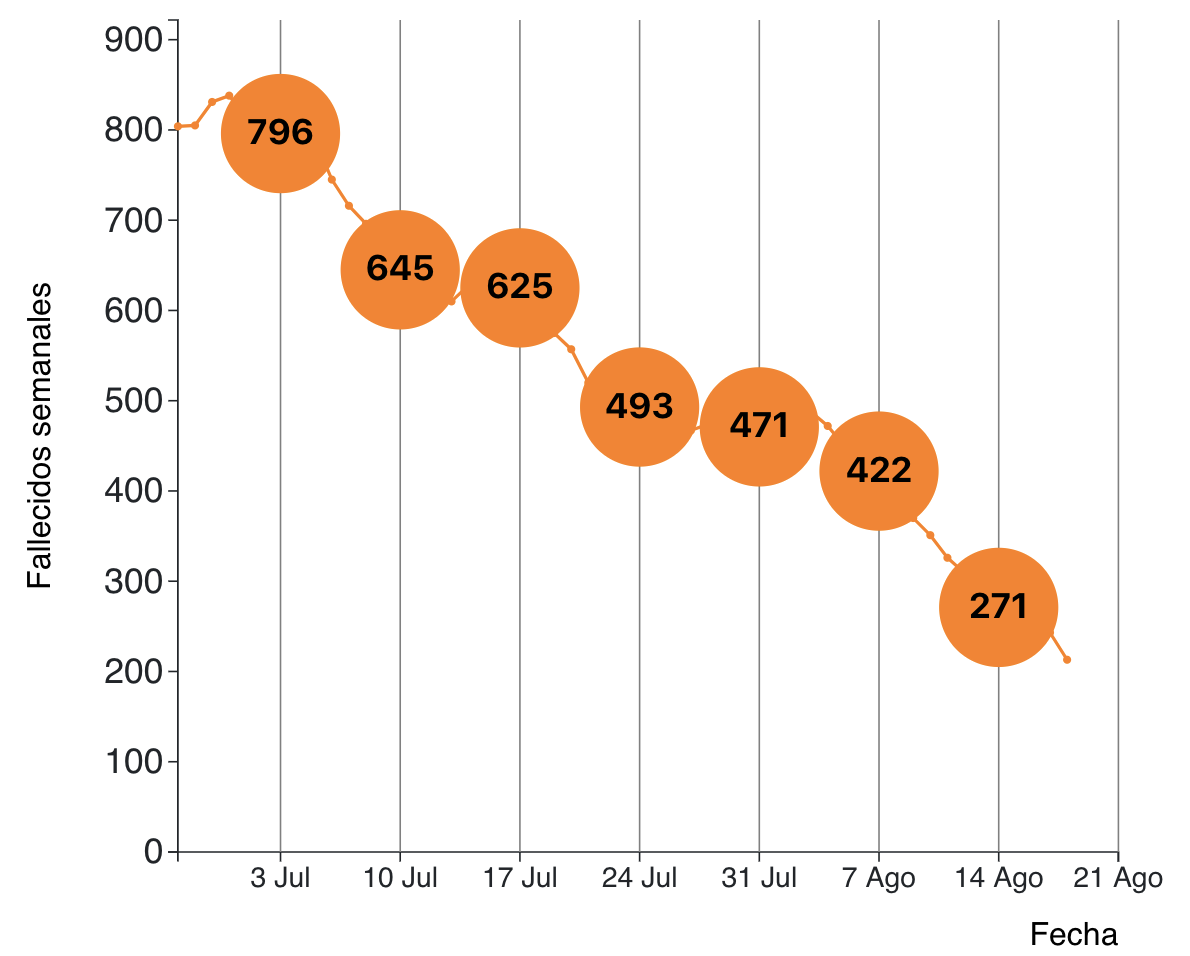 900
800
700
600
500
400
300
200
100
0
Fallecidos semanales
796
645
625
493
471
422
271
3 Jul
10 Jul
17 Jul
24 Jul
31 Jul
7 Ago
14 Ago
21 Ago
Fecha